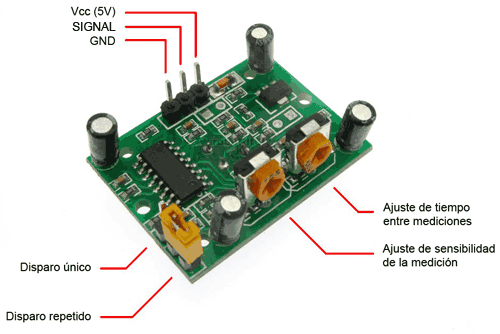 Vcc (5V)
SIGNAL
GND
Ajuste de tiempo
entre mediciones
Ajuste de sensibilidad
de la medición
Disparo único
Disparo repetido